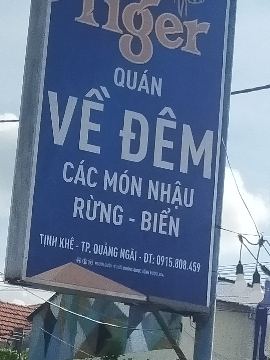 Tiger
QUÁN
VỀ ĐÊM
CÁC MÓN NHẬU
RỪNG - BIỂN
TỊNH KHÊ - TP. QUẢNG NGÃI - ĐT: 0915.808.459